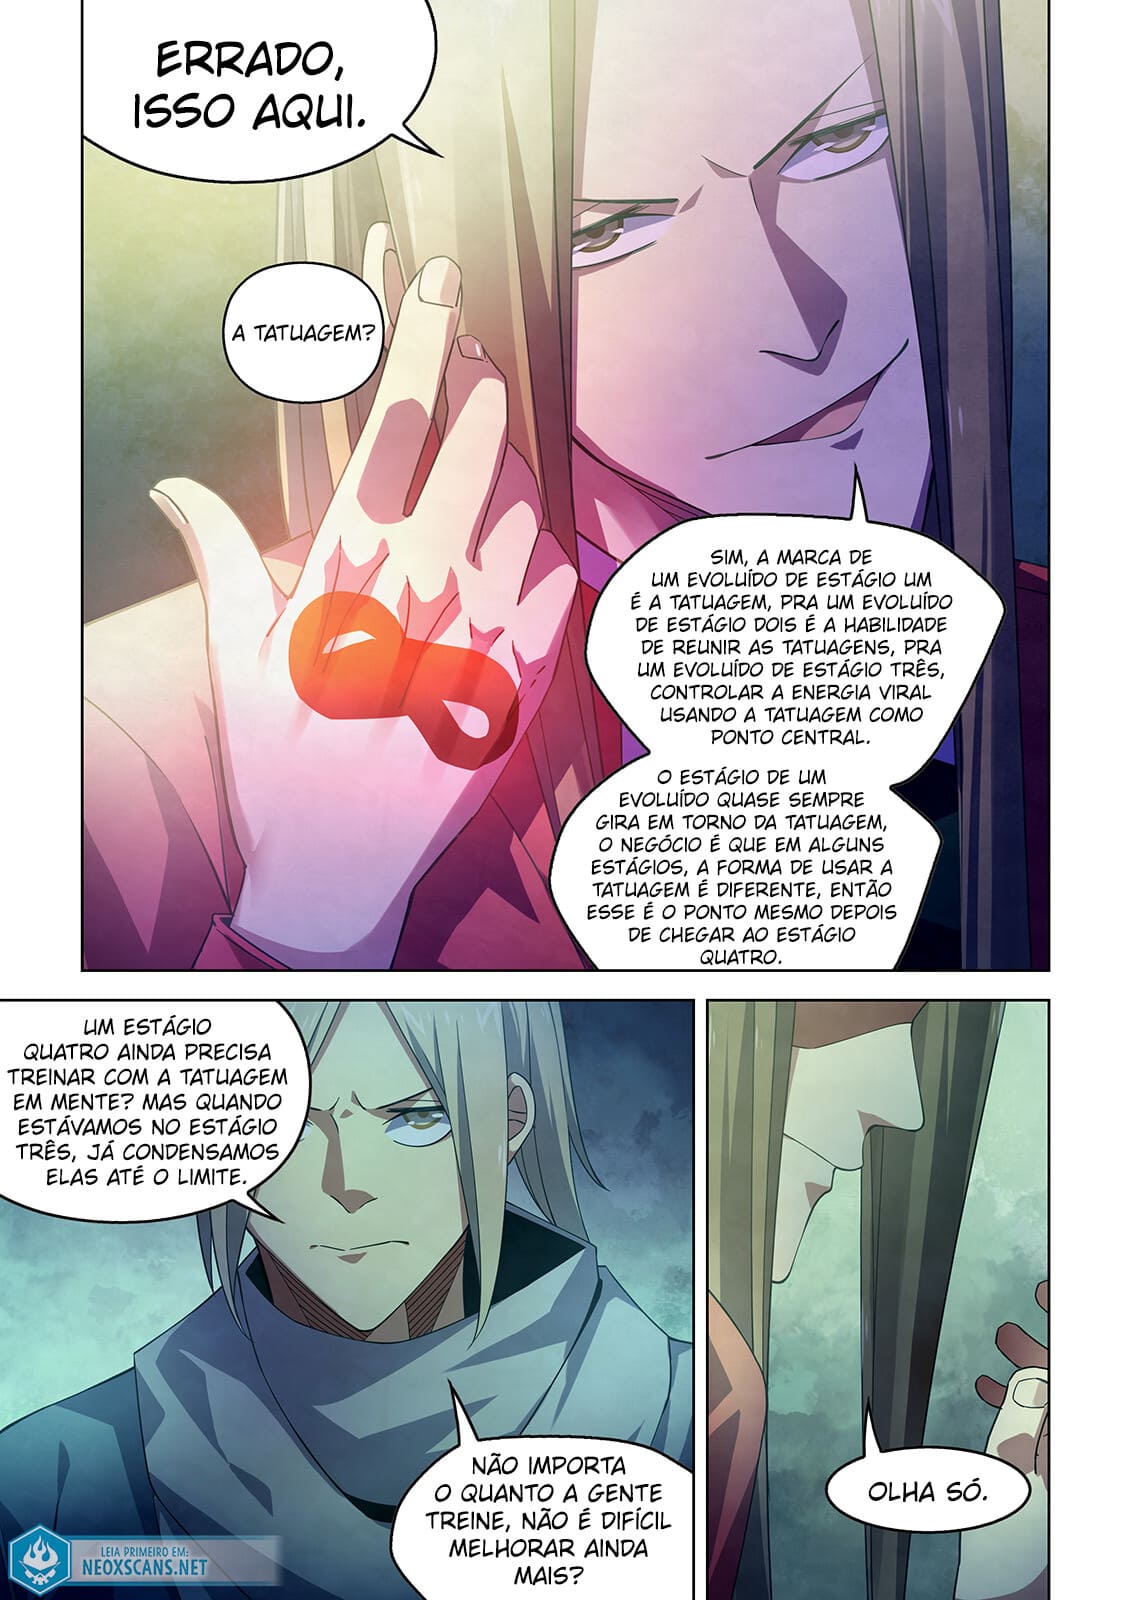 ERRADO,
ISSO AQUI.
A TATUAGEM?
SIM, A MARCA DE
UM EVOLUÍDO DE ESTÁGIO UM
É A TATUAGEM, PRA UM EVOLUÍDO
DE ESTÁGIO DOIS É A HABILIDADE
DE REUNIR AS TATUAGENS, PRA
UM EVOLUÍDO DE ESTÁGIO TRÊS,
CONTROLAR A ENERGIA VIRAL
USANDO A TATUAGEM COMO
PONTO CENTRAL.
O ESTÁGIO DE UM
EVOLUÍDO QUASE SEMPRE
GIRA EM TORNO DA TATUAGEM,
O NEGÓCIO É QUE EM ALGUNS
ESTÁGIOS, A FORMA DE USAR A
TATUAGEM É DIFERENTE, ENTÃO
ESSE É O PONTO MESMO DEPOIS
DE CHEGAR AO ESTÁGIO
QUATRO.
UM ESTÁGIO
QUATRO AINDA PRECISA
TREINAR COM A TATUAGEM
EM MENTE? MAS QUANDO
ESTÁVAMOS NO ESTÁGIO
TRÊS, JÁ CONDENSAMOS
ELAS ATÉ O LIMITE.
NÃO IMPORTA
O QUANTO A GENTE
TREINE, NÃO É DIFÍCIL
MELHORAR AINDA
MAIS?
OLHA SÓ.
LEIA PRIMEIRO EM:
NEOXSCANS.NET